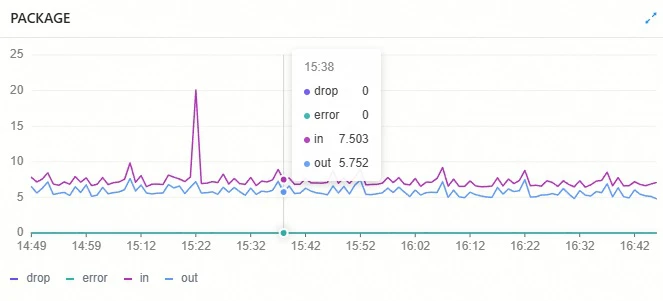 PACKAGE
25
20
15
10
5
0
15:38
drop 0
error 0
in 7.503
out 5.752
14:49 14:59 15:12 15:22 15:32 15:42 15:52 16:02 16:12 16:22 16:32 16:42
drop error in out